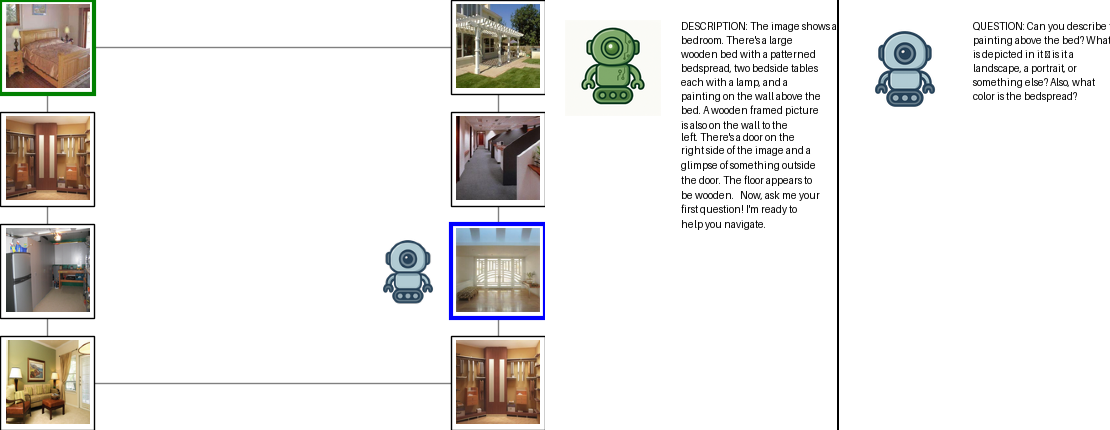 DESCRIPTION: The image shows a
bedroom. There's a large
wooden bed with a patterned
bedspread, two bedside tables
each with a lamp, and a
painting on the wall above the
bed. A wooden framed picture
is also on the wall to the
left. There's a door on the
right side of the image and a
glimpse of something outside
the door. The floor appears to
be wooden. Now, ask me your
first question! I'm ready to
help you navigate.
QUESTION: Can you describe
painting above the bed? What
is depicted in it is it a
landscape, a portrait, or
something else? Also, what
color is the bedspread?